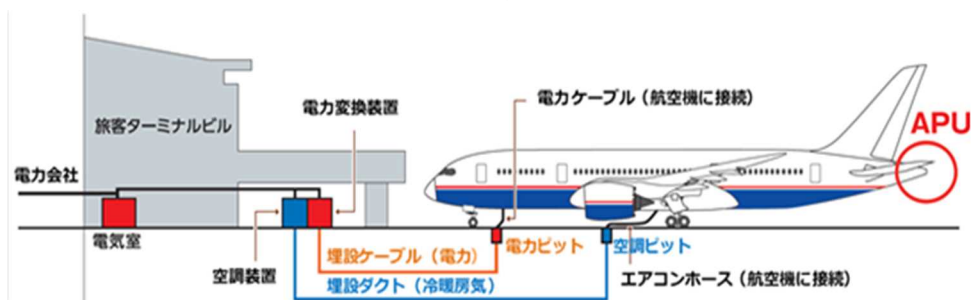 電力ケーブル（航空機に接続）
電力変換装置
APU
旅客ターミナルビル
電力会社
電気室
空調装置
埋設ケーブル（電力）
埋設ダクト（冷暖房気）
電力ピット
空調ピット
エアコンホース（航空機に接続）